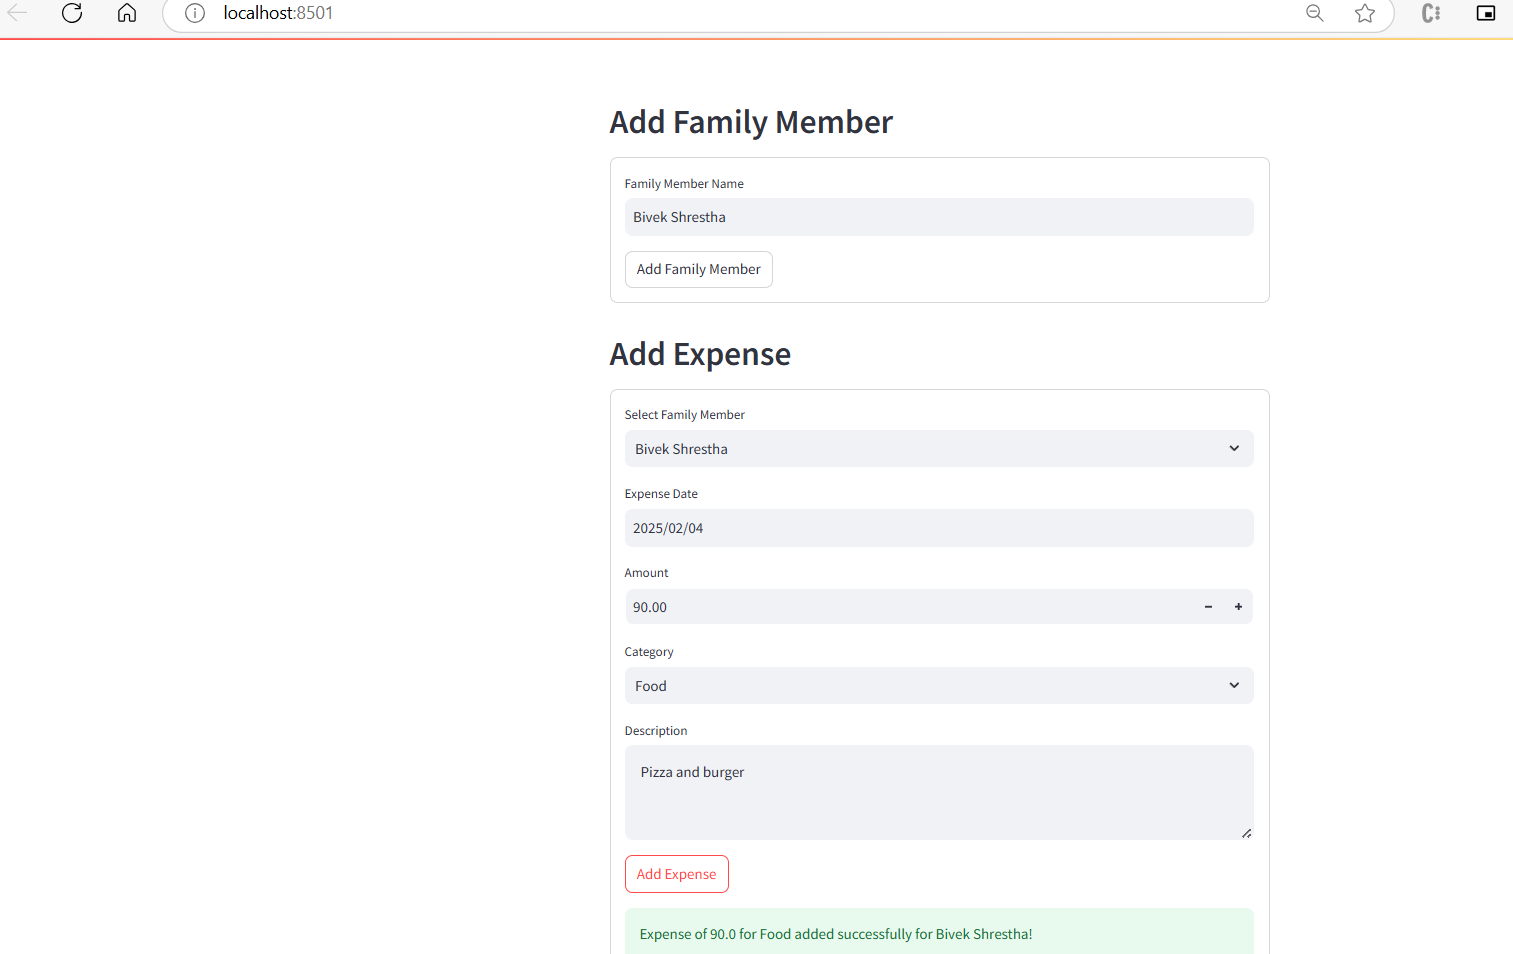 localhost:8501
Add Family Member
Family Member Name
Bivek Shrestha
Add Family Member
Add Expense
Select Family Member
Bivek Shrestha
Expense Date
2025/02/04
Amount
90.00
Category
Food
Description
Pizza and burger
Add Expense
Expense of 90.0 for Food added successfully for Bivek Shrestha!